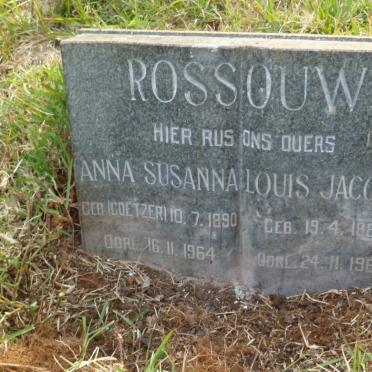 ROSSOUW
HIER RUS ONS OUERS
ANNA SUSANNA LOUIS
GEB. (COETZER) 10.7.1890 GEB. 19.4.
OORL. 16.11.1964 OORL. 24.11.